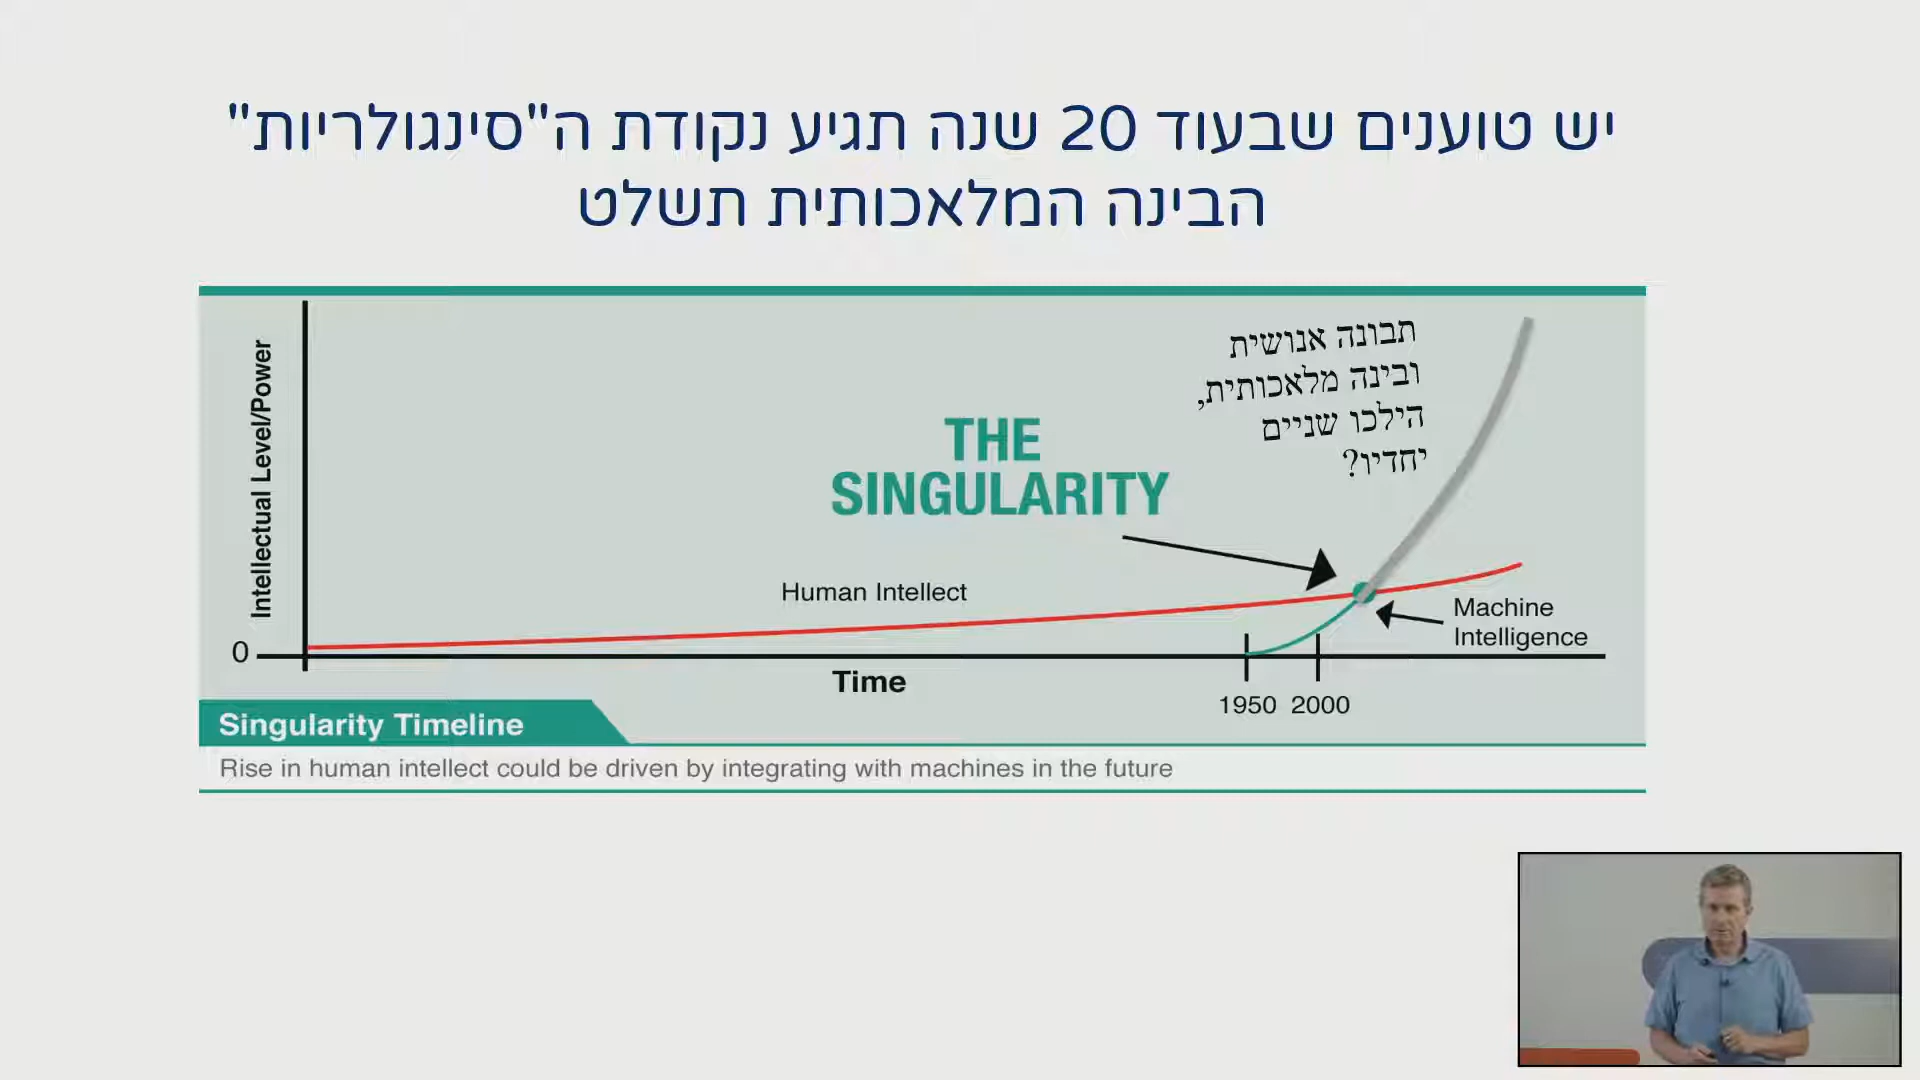 יש טוענים שבעוד 20 שנה תגיע נקודת ה"סינגולריות"
הבינה המלאכותית תשלט
Intellectual Level/Power
תבונה אנושית
ובינה מלאכותית,
הילכו שניים
יחדיו?
THE
SINGULARITY
Human Intellect
Machine
Intelligence
0
Time
1950 2000
Singularity Timeline
Rise in human intellect could be driven by integrating with machines in the future